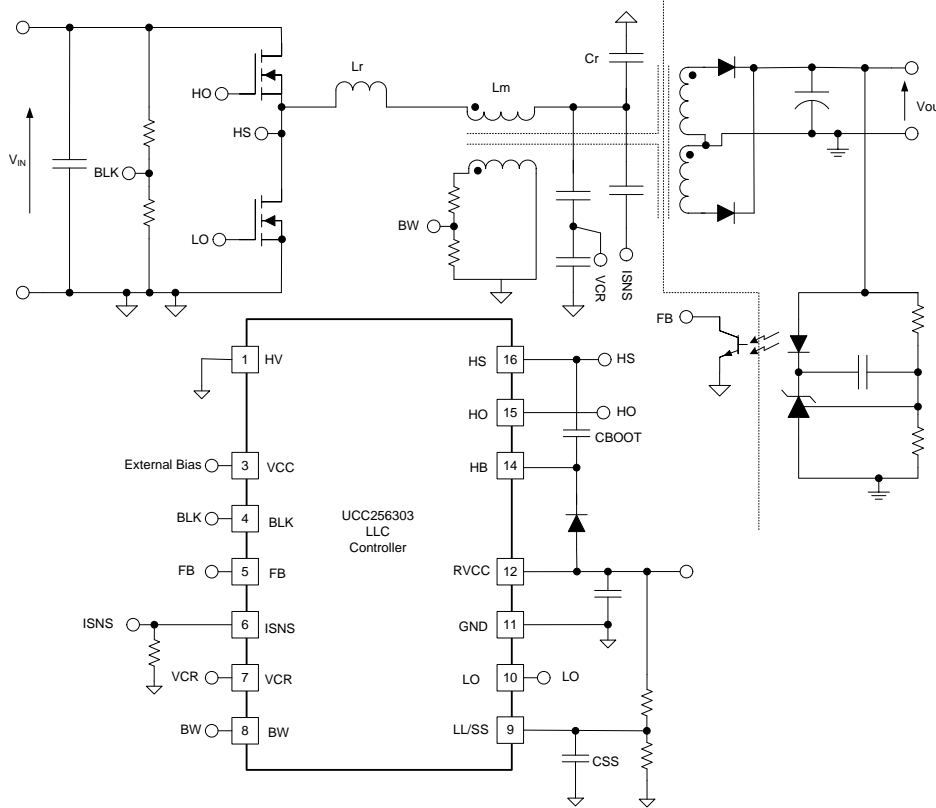 Cr
Lr
Lm
HO
Vou
HS
VIN
BLK
LO
BW
VCR
ISNS
FB
1
HV
HS
16
HS
HO
15
HO
CBOOT
External Bias
3
VCC
HB
14
BLK
4
BLK
UCC256303
LLC
Controller
FB
5
FB
RVCC
12
ISNS
6
ISNS
GND
11
VCR
7
VCR
LO
10
LO
BW
8
BW
LL/SS
9
CSS